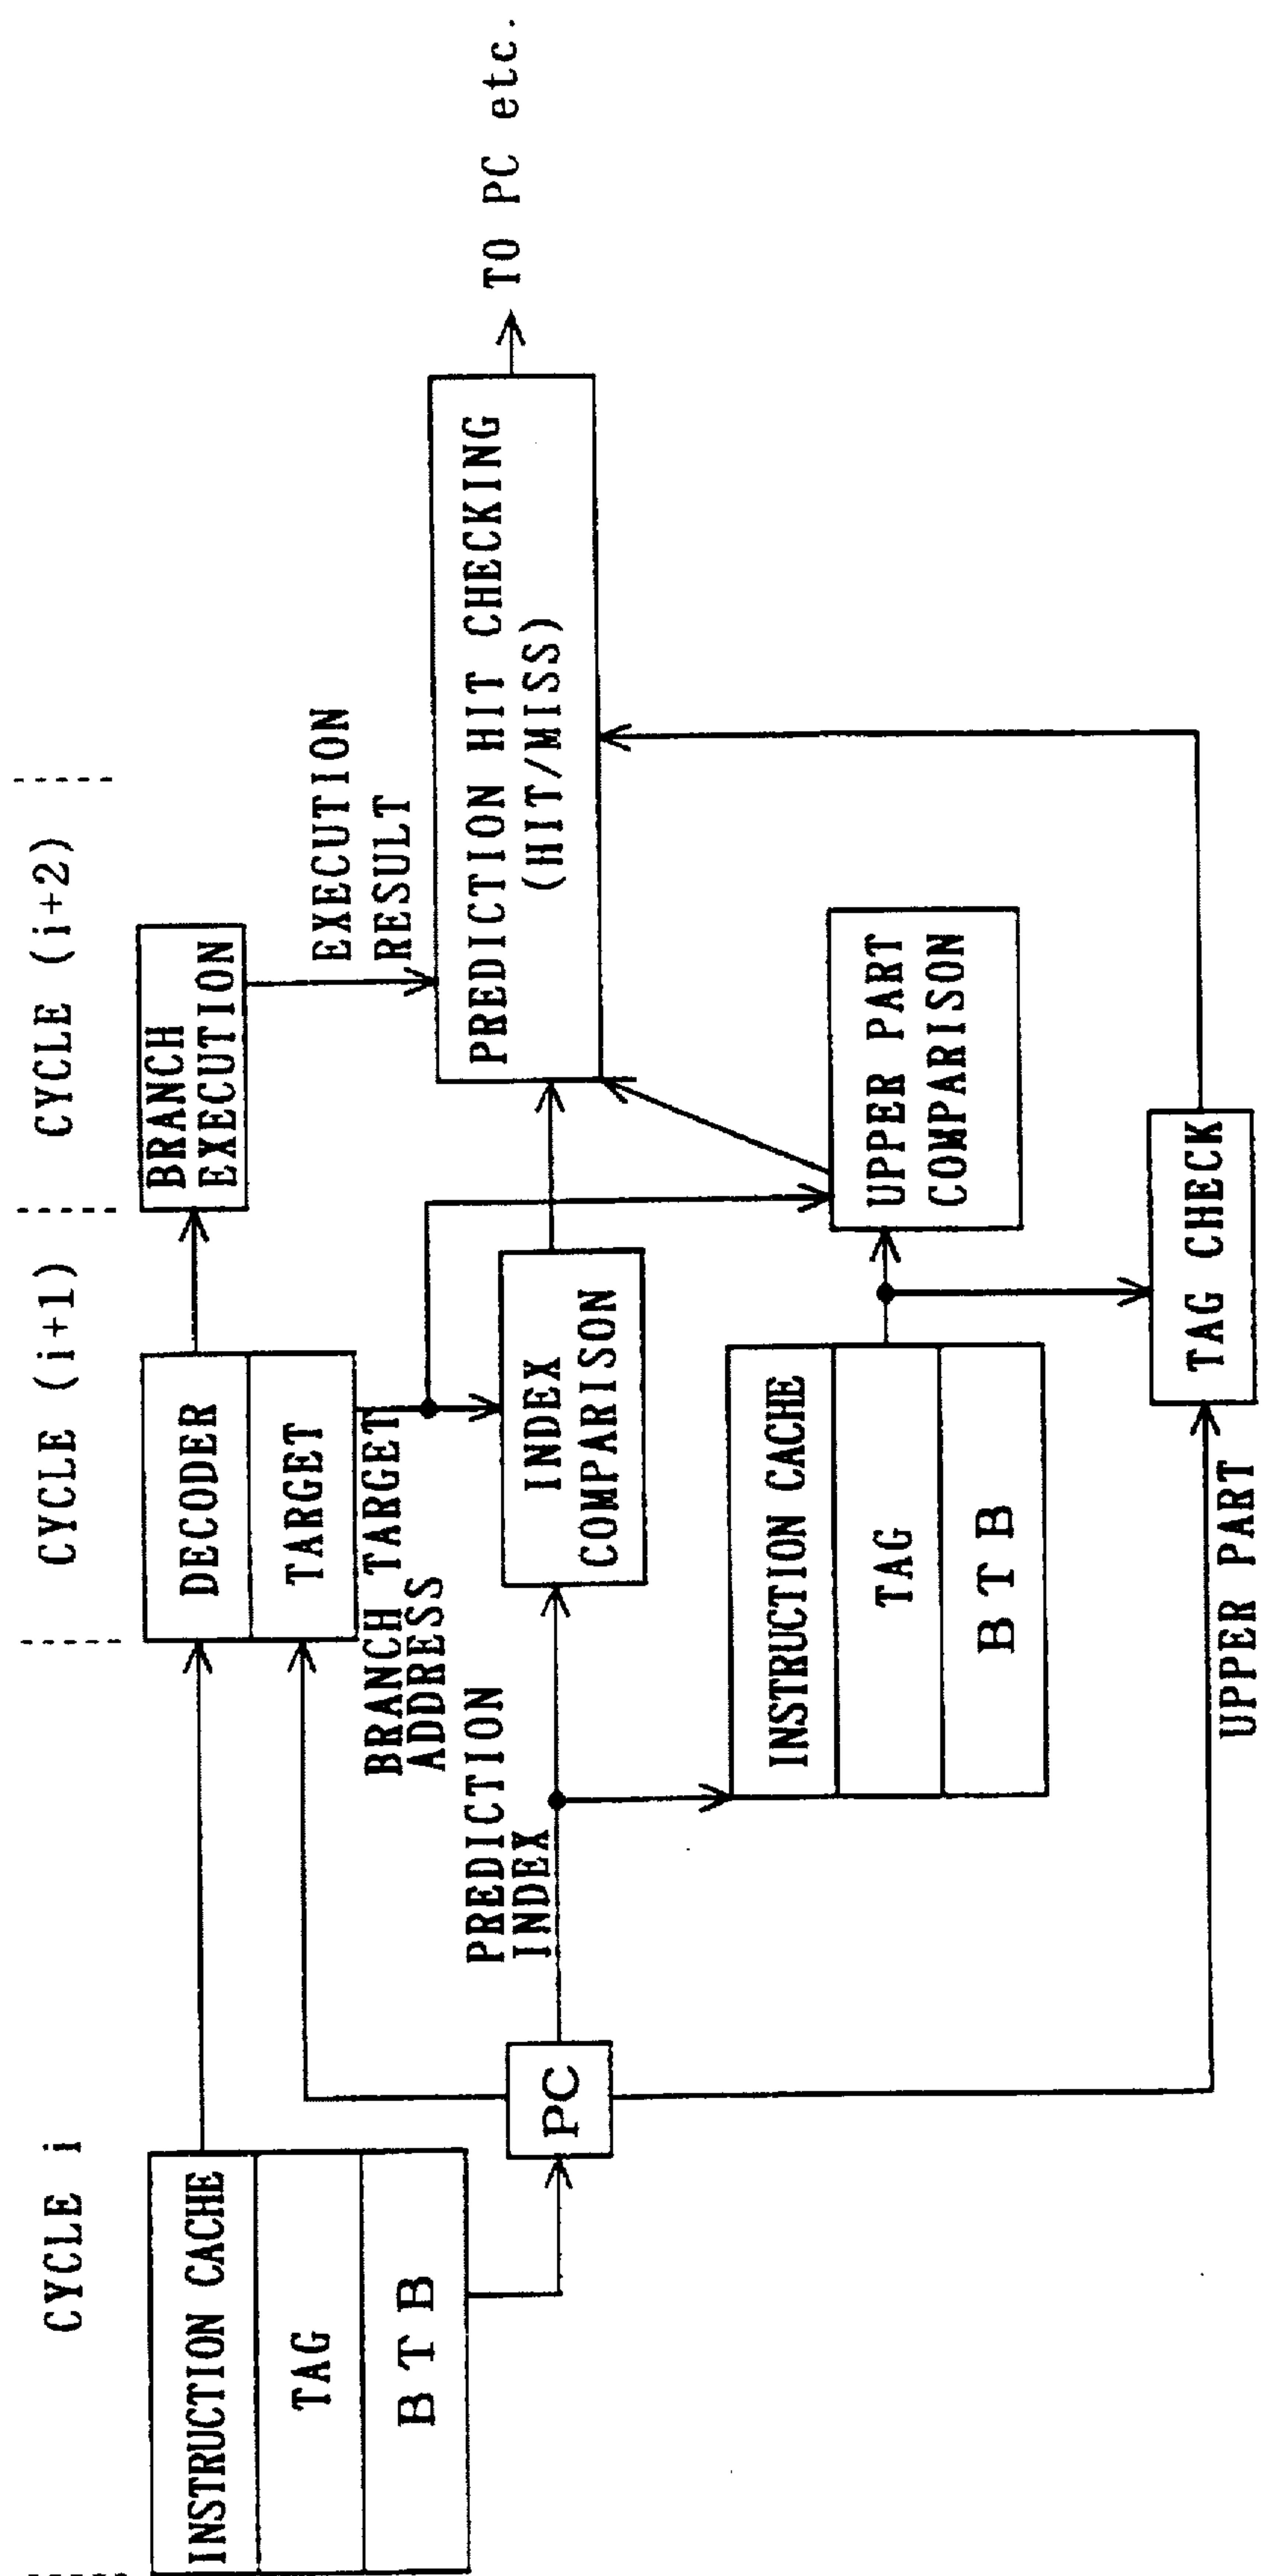 CYCLE i
CYCLE (i+1)
CYCLE (i+2)
INSTRUCTION CACHE
TAG
B T B
PC
DECODER
TARGET
BRANCH TARGET
ADDRESS
BRANCH
EXECUTION
EXECUTION
RESULT
PREDICTION
INDEX
INDEX
COMPARISON
PREDICTION HIT CHECKING
(HIT/MISS)
TO PC etc.
INSTRUCTION CACHE
TAG
B T B
UPPER PART
COMPARISON
UPPER PART
TAG CHECK